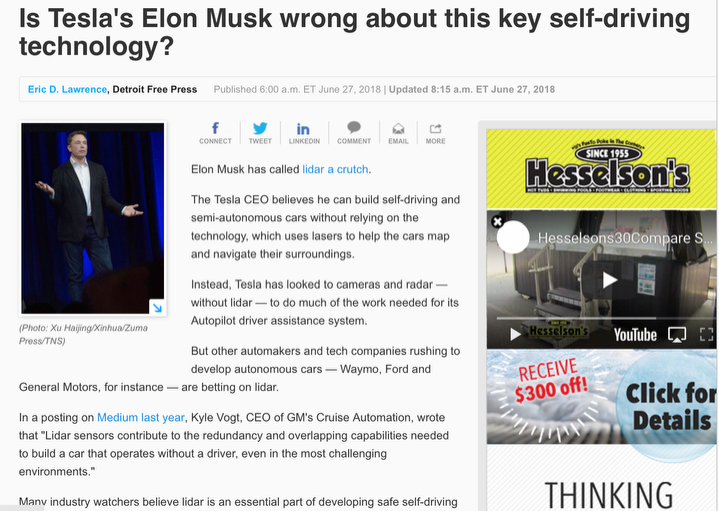 Is Tesla's Elon Musk wrong about this key self-driving
technology?
Eric D. Lawrence, Detroit Free Press Published 6:00 a.m. ET June 27, 2018 | Updated 8:15 a.m. ET June 27, 2018
CONNECT TWEET LINKEDIN COMMENT EMAIL MORE
(Photo: Xu Haijing/Xinhua/Zuma
Press/TNS)
Elon Musk has called lidar a crutch.
The Tesla CEO believes he can build self-driving and
semi-autonomous cars without relying on the
technology, which uses lasers to help the cars map
and navigate their surroundings.
Instead, Tesla has looked to cameras and radar —
without lidar — to do much of the work needed for its
Autopilot driver assistance system.
But other automakers and tech companies rushing to
develop autonomous cars — Waymo, Ford and
General Motors, for instance — are betting on lidar.
In a posting on Medium last year, Kyle Vogt, CEO of GM's Cruise Automation, wrote
that "Lidar sensors contribute to the redundancy and overlapping capabilities needed
to build a car that operates without a driver, even in the most challenging
environments."
Many industry watchers believe lidar is an essential part of developing safe self-driving
SINCE 1955
Hesselson's
HOT TUBS • SWIMMING POOLS • FOOTWEAR • CLOTHING • SPORTING GOODS
Hesselsons30Compare S...
Hesselson's
YouTube
RECEIVE
$300 off!
Click for
Details
THINKING